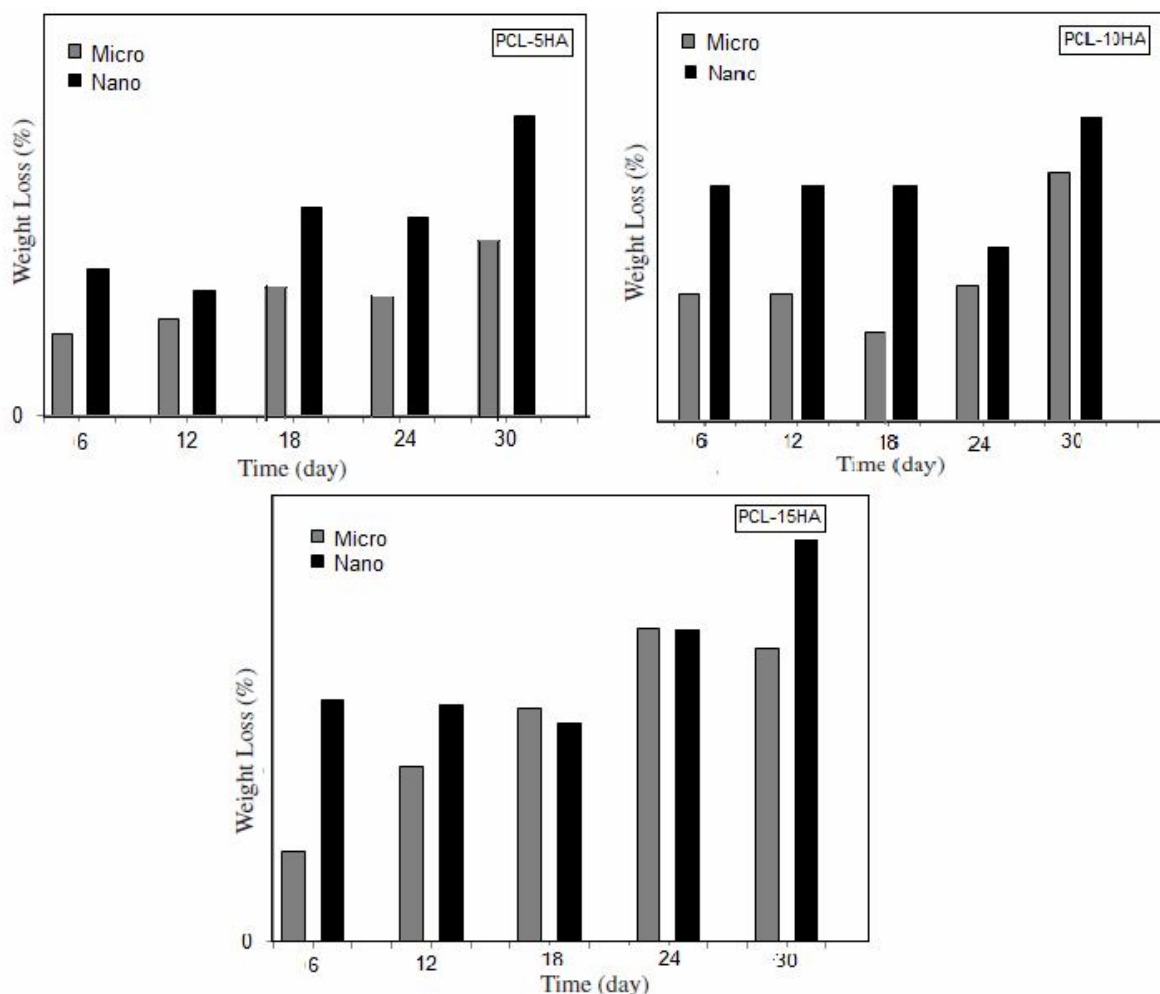 PCL-5HA
Micro
Nano
Weight Loss (%)
0
6 12 18 24 30
Time (day)
PCL-10HA
Micro
Nano
Weight Loss (%)
6 12 18 24 30
Time (day)
PCL-15HA
Micro
Nano
Weight Loss (%)
0
6 12 18 24 30
Time (day)